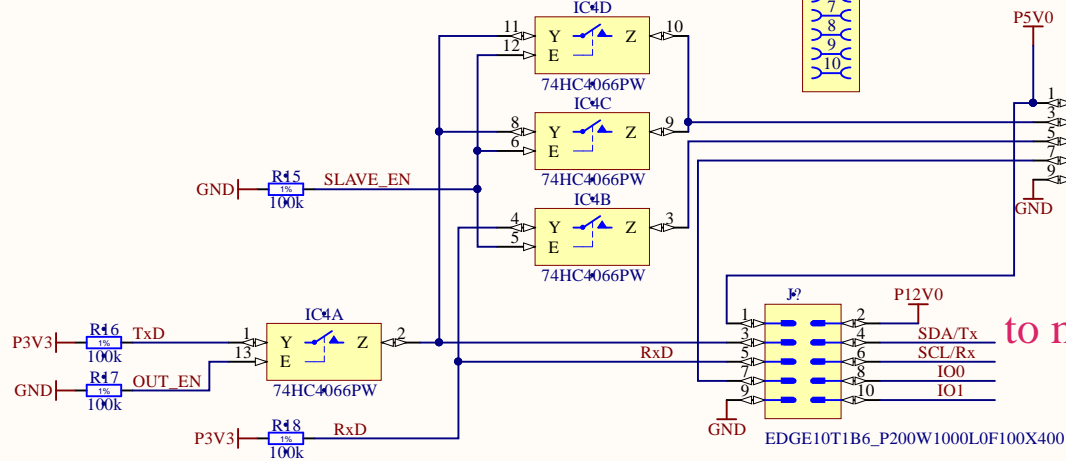 7
8
9
10
P5V0
IC4D
11 Y Z 10
12 E
74HC4066PW
1
3
5
7
9
GND
IC4C
8 Y Z 9
6 E
74HC4066PW
GND R15 SLAVE_EN
1%
100k
IC4B
4 Y Z 3
5 E
74HC4066PW
J? P12V0
1 2
3 4 SDA/Tx
5 6 SCL/Rx
7 8 IO0
9 10 IO1
RxD
GND
EDGE10T1B6_P200W1000L0F100X400
to
IC4A
P3V3 R16 TxD 1 Y Z 2
1%
100k
13 E
74HC4066PW
GND R17 OUT_EN
1%
100k
P3V3 R18 RxD
1%
100k